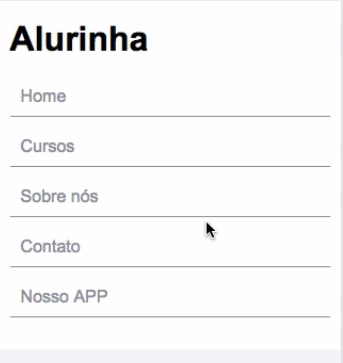 Alurinha
Home
Cursos
Sobre nós
Contato
Nosso APP